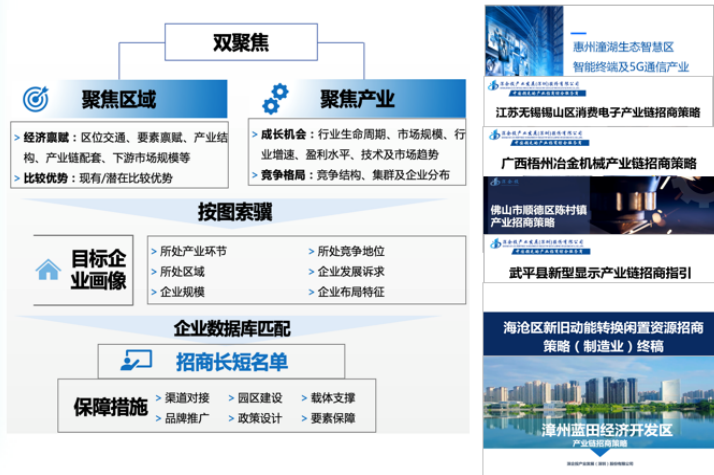 双聚焦
聚焦区域
> 经济禀赋：区位交通、要素禀赋、产业结
构、产业链配套、下游市场规模等
> 比较优势：现有/潜在比较优势
聚焦产业
> 成长机会：行业生命周期、市场规模、行
业增速、盈利水平、技术及市场趋势
> 竞争格局：竞争结构、集群及企业分布
按图索骥
目标企
业画像
> 所处产业环节
> 所处区域
> 企业规模
> 所处竞争地位
> 企业发展诉求
> 企业布局特征
企业数据库匹配
招商长短名单
保障措施
> 渠道对接
> 园区建设
> 载体支撑
> 品牌推广
> 政策设计
> 要素保障
惠州潼湖生态智慧区
智能终端及5G通信产业
江苏无锡锡山区消费电子产业链招商策略
广西梧州冶金机械产业链招商策略
佛山市顺德区陈村镇
产业招商策略
武平县新型显示产业链招商指引
海沧区新旧动能转换闲置资源招商
策略（制造业）终稿
漳州蓝田经济开发区
产业链招商策略